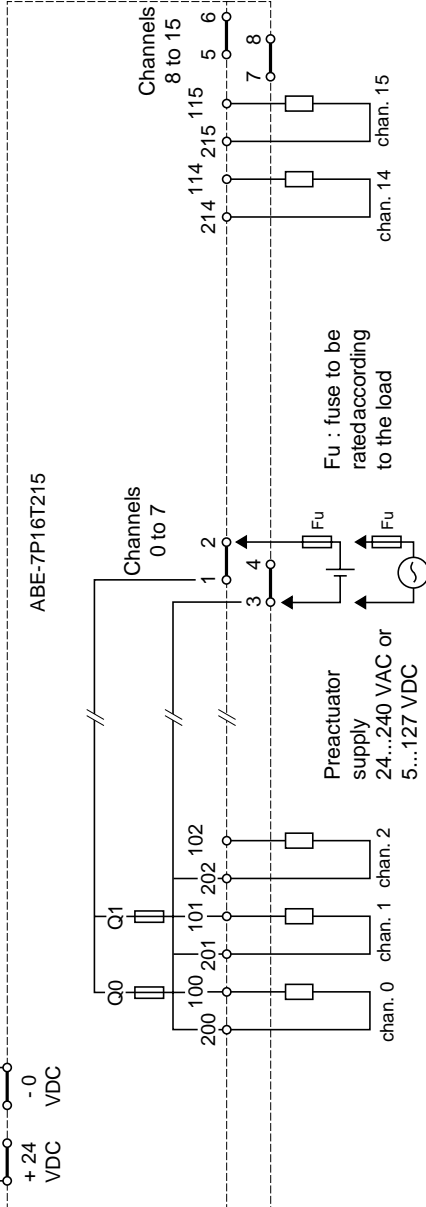 + 24
VDC
- 0
VDC
ABE-7P16T215
Q0
Q1
200
100
201
101
202
102
chan. 0
chan. 1
chan. 2
Channels
0 to 7
1
2
3
4
Fu
Fu
Preactuator
supply
24...240 VAC or
5...127 VDC
Fu : fuse to be
ratedaccording
to the load
Channels
8 to 15
214
114
215
115
5
6
7
8
chan. 14
chan. 15